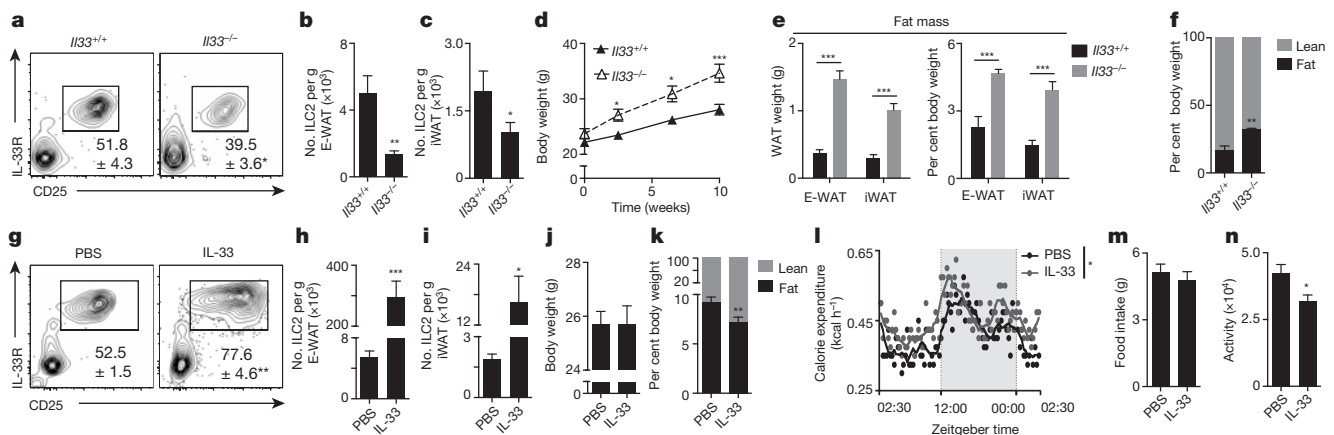 a
Il33+/+
Il33−/−
IL-33R
51.8
± 4.3
39.5
± 3.6*
CD25
b
No. ILC2 per g
E-WAT (×10³)
8
4
0
**
Il33+/+
Il33−/−
c
No. ILC2 per g
iWAT (×10³)
3.0
1.5
0
*
Il33+/+
Il33−/−
d
Body weight (g)
40
30
20
0
Il33+/+
Il33−/−
*
*
***
0
5
10
Time (weeks)
e
Fat mass
WAT weight (g)
2
1
0
***
***
E-WAT
iWAT
Per cent body weight
6
3
0
***
***
E-WAT
iWAT
Il33+/+
Il33−/−
f
Per cent body weight
100
50
0
**
Il33+/+
Il33−/−
Lean
Fat
g
PBS
IL-33
IL-33R
52.5
± 1.5
77.6
± 4.6**
CD25
h
No. ILC2 per g
E-WAT (×10³)
400
200
8
0
***
PBS
IL-33
i
No. ILC2 per g
iWAT (×10³)
24
12
3
0
*
PBS
IL-33
j
Body weight (g)
28
26
24
0
PBS
IL-33
k
Per cent body weight
100
20
10
5
0
**
Lean
Fat
PBS
IL-33
l
Calorie expenditure
(kcal h⁻¹)
0.65
0.45
0.25
PBS
IL-33
*
02:30
12:00
00:00
02:30
Zeitgeber time
m
Food intake (g)
6
3
0
PBS
IL-33
n
Activity (×10⁴)
5.0
2.5
0
*
PBS
IL-33